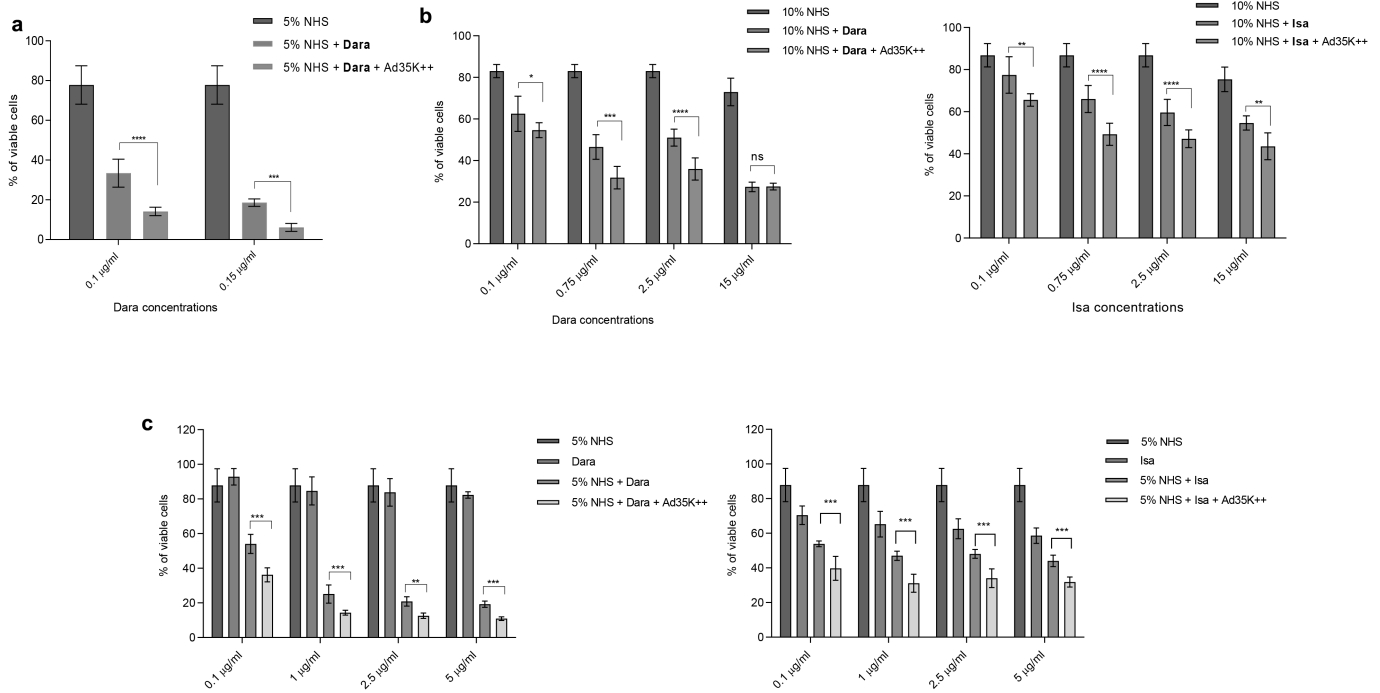 a
5% NHS
5% NHS + Dara
5% NHS + Dara + Ad35K++
% of viable cells
100
80
60
40
20
0
****
***
0.1 µg/ml
0.15 µg/ml
Dara concentrations
b
10% NHS
10% NHS + Dara
10% NHS + Dara + Ad35K++
% of viable cells
100
80
60
40
20
0
*
***
****
ns
0.1 µg/ml
0.75 µg/ml
2.5 µg/ml
15 µg/ml
Dara concentrations
10% NHS
10% NHS + Isa
10% NHS + Isa + Ad35K++
% of viable cells
100
80
60
40
20
0
**
****
****
**
0.1 µg/ml
0.75 µg/ml
2.5 µg/ml
15 µg/ml
Isa concentrations
c
% of viable cells
120
100
80
60
40
20
0
***
***
**
***
0.1 µg/ml
1 µg/ml
2.5 µg/ml
5 µg/ml
5% NHS
Dara
5% NHS + Dara
5% NHS + Dara + Ad35K++
% of viable cells
120
100
80
60
40
20
0
***
***
***
***
0.1 µg/ml
1 µg/ml
2.5 µg/ml
5 µg/ml
5% NHS
Isa
5% NHS + Isa
5% NHS + Isa + Ad35K++